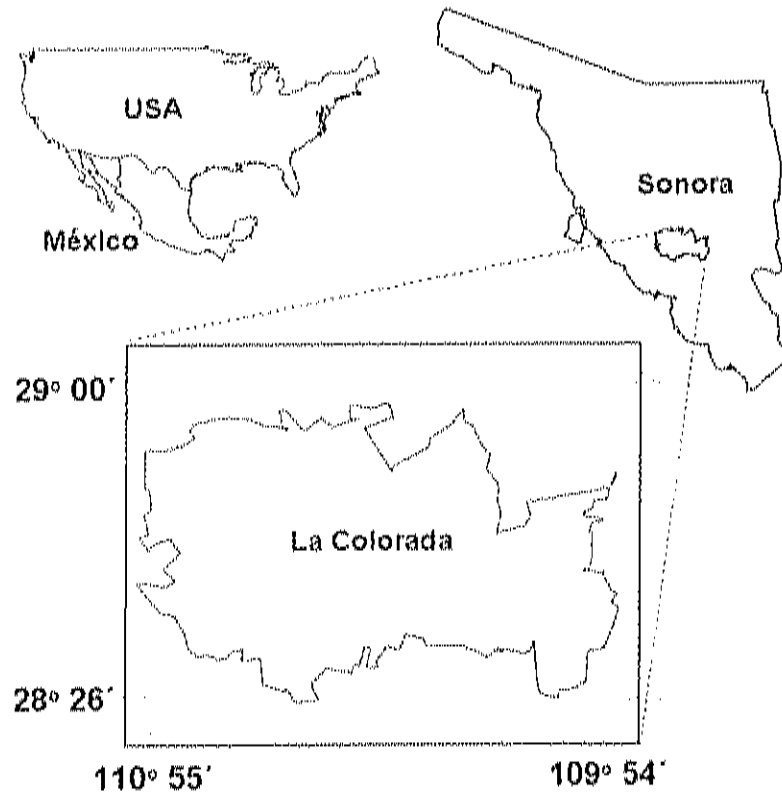 USA
México
Sonora
29° 00´
La Colorada
28° 26´
110° 55´
109° 54´